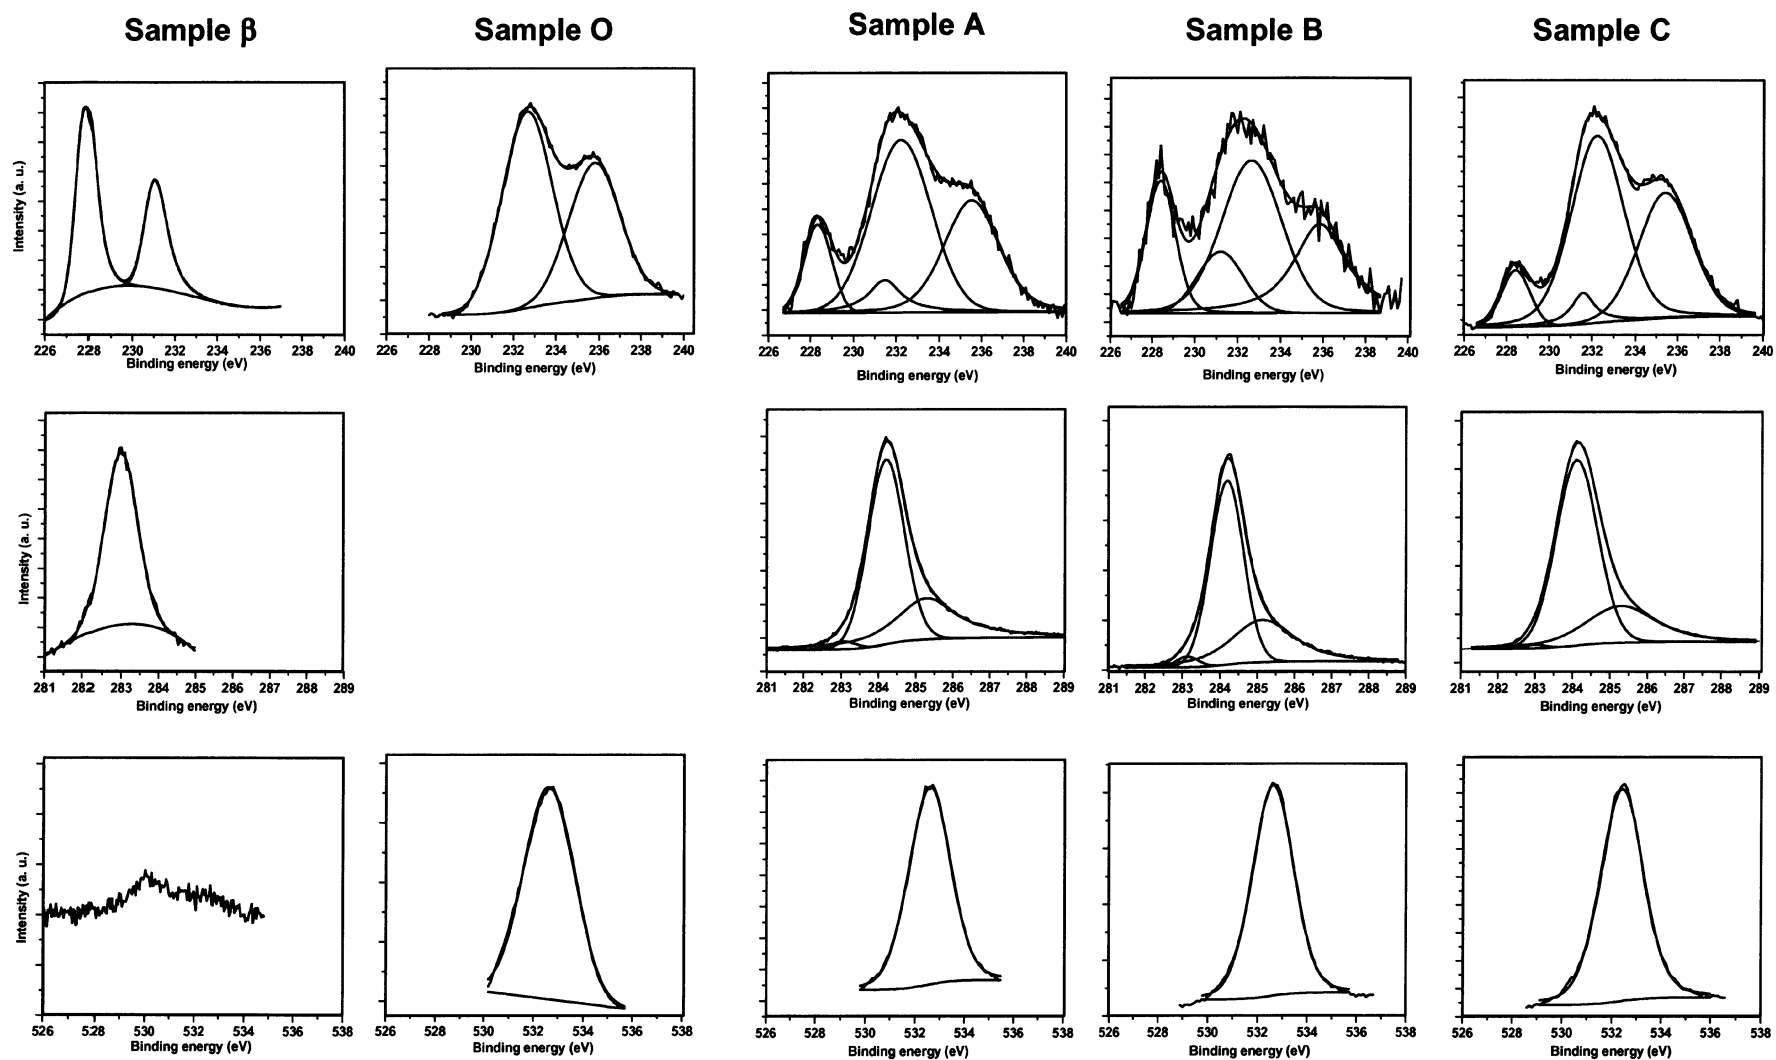 Sample β
Sample O
Sample A
Sample B
Sample C
Intensity (a. u.)
226 228 230 232 234 236 238 240
Binding energy (eV)
226 228 230 232 234 236 238 240
Binding energy (eV)
226 228 230 232 234 236 238 240
Binding energy (eV)
226 228 230 232 234 236 238 240
Binding energy (eV)
226 228 230 232 234 236 238 240
Binding energy (eV)
Intensity (a. u.)
281 282 283 284 285 286 287 288 289
Binding energy (eV)
281 282 283 284 285 286 287 288 289
Binding energy (eV)
281 282 283 284 285 286 287 288 289
Binding energy (eV)
281 282 283 284 285 286 287 288 289
Binding energy (eV)
Intensity (a. u.)
526 528 530 532 534 536 538
Binding energy (eV)
526 528 530 532 534 536 538
Binding energy (eV)
526 528 530 532 534 536 538
Binding energy (eV)
526 528 530 532 534 536 538
Binding energy (eV)
526 528 530 532 534 536 538
Binding energy (eV)